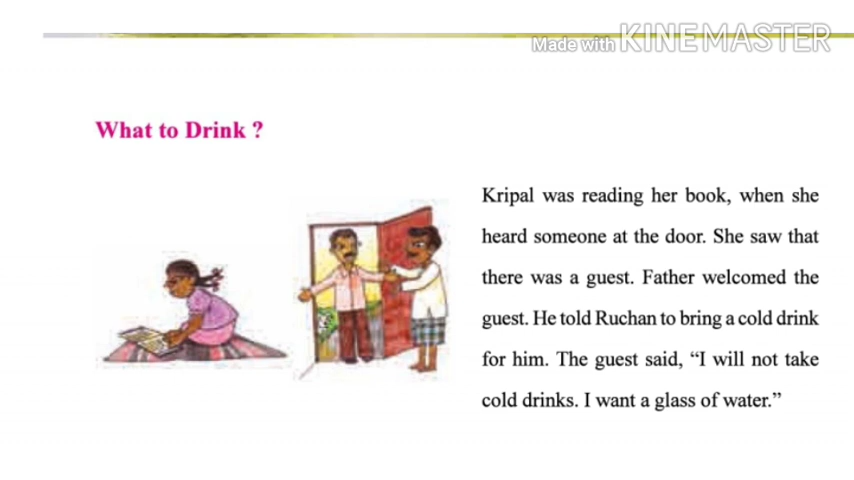 Made with KINEMASTER
What to Drink ?
Kripal was reading her book, when she
heard someone at the door. She saw that
there was a guest. Father welcomed the
guest. He told Ruchan to bring a cold drink
for him. The guest said, “I will not take
cold drinks. I want a glass of water.”